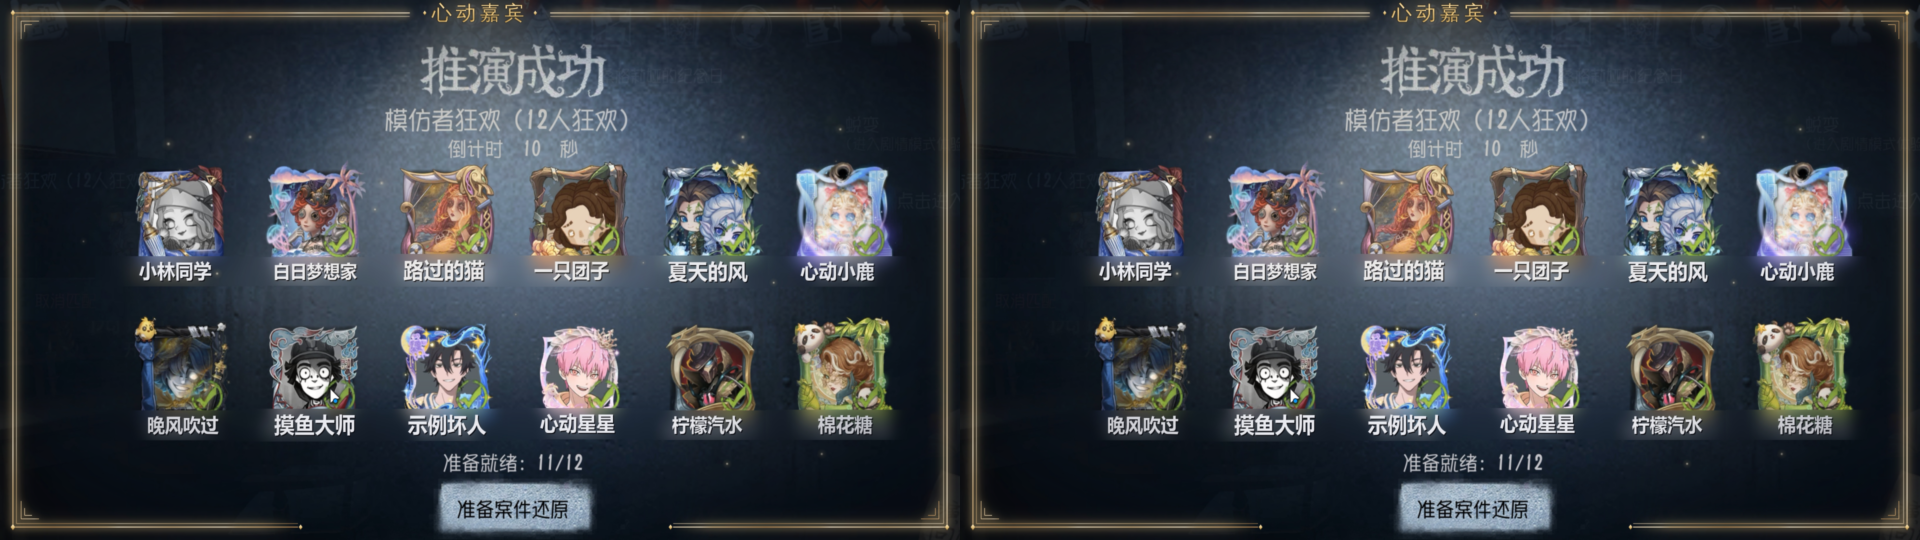 ·心动嘉宾·
推演成功
模仿者狂欢（12人狂欢）
倒计时 10 秒
小林同学 白日梦想家 路过的猫 一只团子 夏天的风 心动小鹿
晚风吹过 摸鱼大师 示例坏人 心动星星 柠檬汽水 棉花糖
准备就绪：11/12
准备案件还原
·心动嘉宾·
推演成功
模仿者狂欢（12人狂欢）
倒计时 10 秒
小林同学 白日梦想家 路过的猫 一只团子 夏天的风 心动小鹿
晚风吹过 摸鱼大师 示例坏人 心动星星 柠檬汽水 棉花糖
准备就绪：11/12
准备案件还原